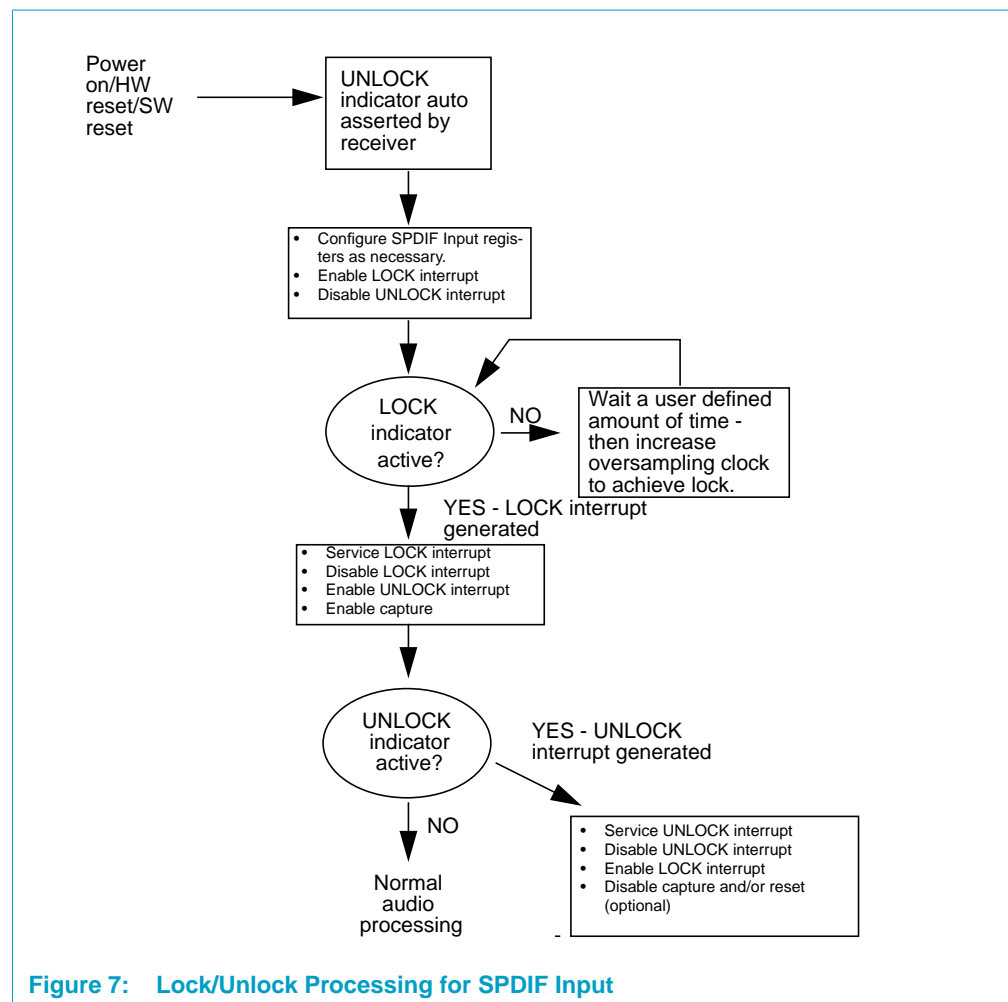 Power
on/HW
reset/SW
reset
UNLOCK
indicator auto
asserted by
receiver
• Configure SPDIF Input regis-
ters as necessary.
• Enable LOCK interrupt
• Disable UNLOCK interrupt
LOCK
indicator
active?
NO
Wait a user defined
amount of time -
then increase
oversampling clock
to achieve lock.
YES - LOCK interrupt
generated
• Service LOCK interrupt
• Disable LOCK interrupt
• Enable UNLOCK interrupt
• Enable capture
UNLOCK
indicator
active?
YES - UNLOCK
interrupt generated
NO
Normal
audio
processing
• Service UNLOCK interrupt
• Disable UNLOCK interrupt
• Enable LOCK interrupt
• Disable capture and/or reset
(optional)
Figure 7: Lock/Unlock Processing for SPDIF Input